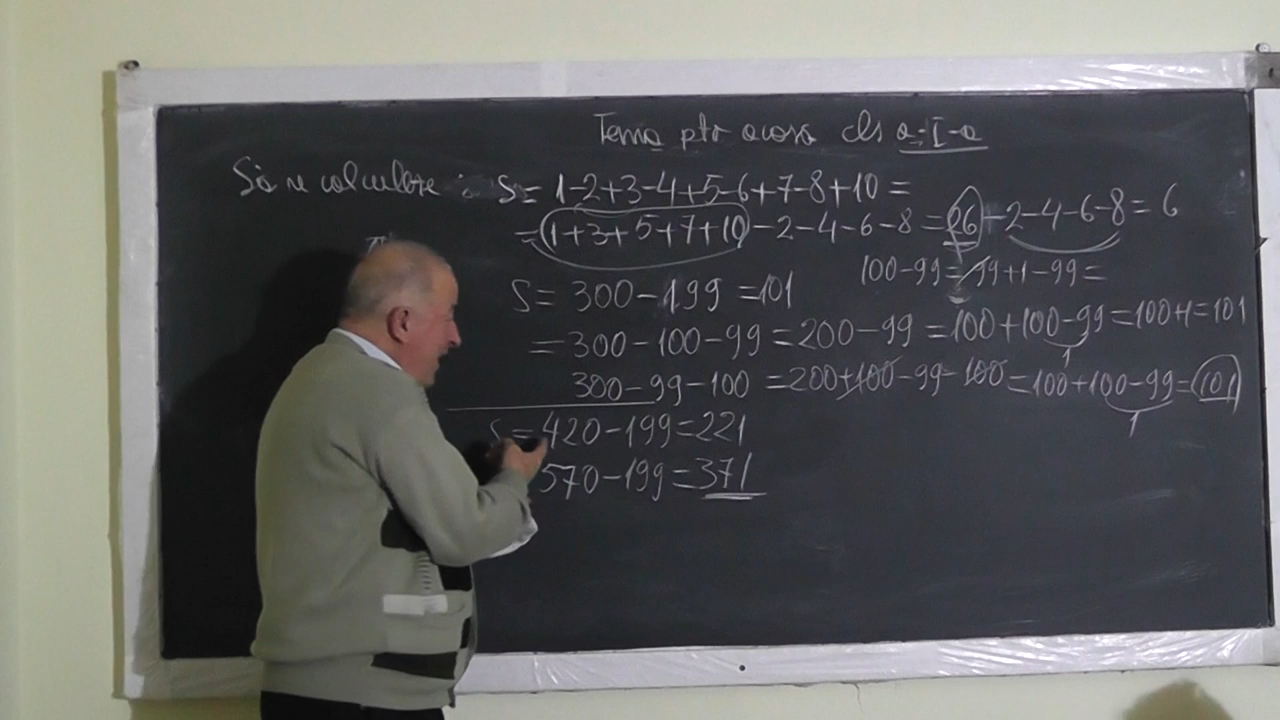 Tema ptr acasa cls a-I-a
Să se calculeze : S= 1-2+3-4+5-6+7-8+10 =
=(1+3+5+7+10)-2-4-6-8 = 26-2-4-6-8 = 6
100-99=99+1-99=
S= 300-199 =101
= 300-100-99=200-99 =100+100-99=100+1=101
1
300-99-100 =200+100-99-100=100+100-99=101
1
S=420-199=221
570-199=371